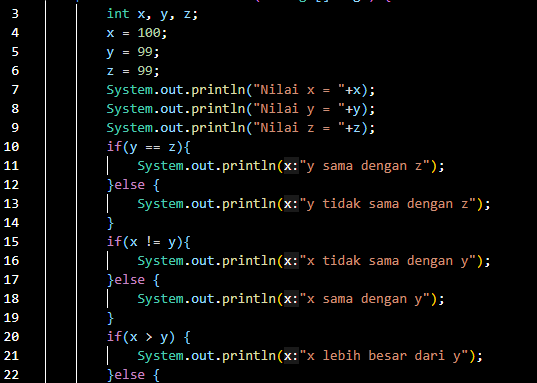 3 int x, y, z;
4 x = 100;
5 y = 99;
6 z = 99;
7 System.out.println("Nilai x = "+x);
8 System.out.println("Nilai y = "+y);
9 System.out.println("Nilai z = "+z);
10 if(y == z){
11 System.out.println(x:"y sama dengan z");
12 }else {
13 System.out.println(x:"y tidak sama dengan z");
14 }
15 if(x != y){
16 System.out.println(x:"x tidak sama dengan y");
17 }else {
18 System.out.println(x:"x sama dengan y");
19 }
20 if(x > y) {
21 System.out.println(x:"x lebih besar dari y");
22 }else {